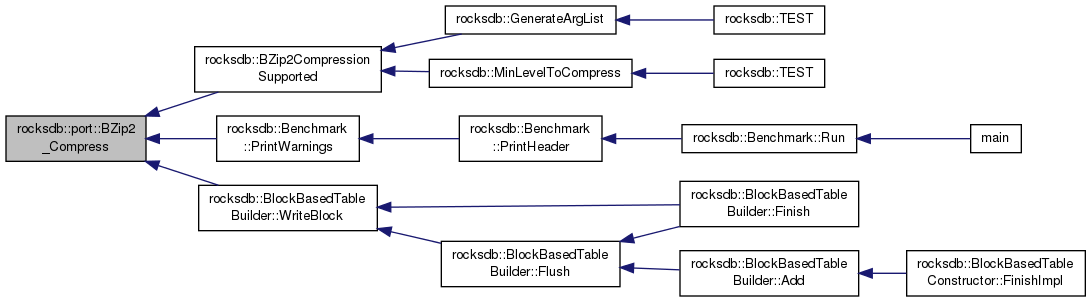 rocksdb::GenerateArgList
rocksdb::TEST
rocksdb::BZip2Compression
Supported
rocksdb::MinLevelToCompress
rocksdb::TEST
rocksdb::port::BZip2
_Compress
rocksdb::Benchmark
::PrintWarnings
rocksdb::Benchmark
::PrintHeader
rocksdb::Benchmark::Run
main
rocksdb::BlockBasedTable
Builder::WriteBlock
rocksdb::BlockBasedTable
Builder::Finish
rocksdb::BlockBasedTable
Builder::Flush
rocksdb::BlockBasedTable
Builder::Add
rocksdb::BlockBasedTable
Constructor::FinishImpl